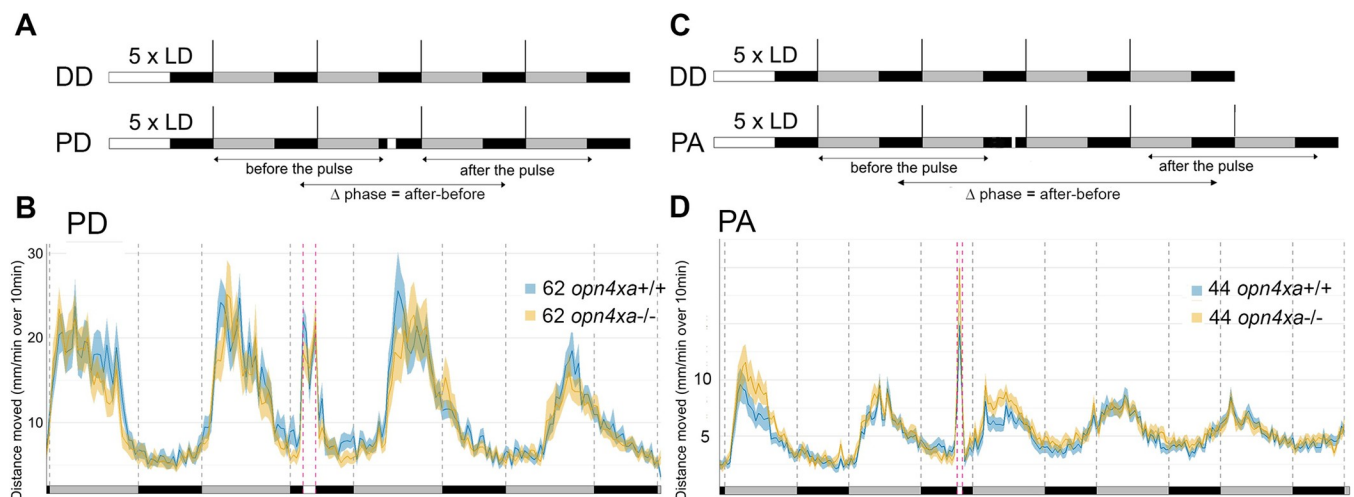 A
5 x LD
DD
5 x LD
PD
before the pulse
after the pulse
Δ phase = after-before
B
PD
Distance moved (mm/min over 10min)
30
20
10
62 opn4xa+/+
62 opn4xa-/-
C
5 x LD
DD
5 x LD
PA
before the pulse
after the pulse
Δ phase = after-before
D
PA
Distance moved (mm/min over 10min)
10
5
44 opn4xa+/+
44 opn4xa-/-